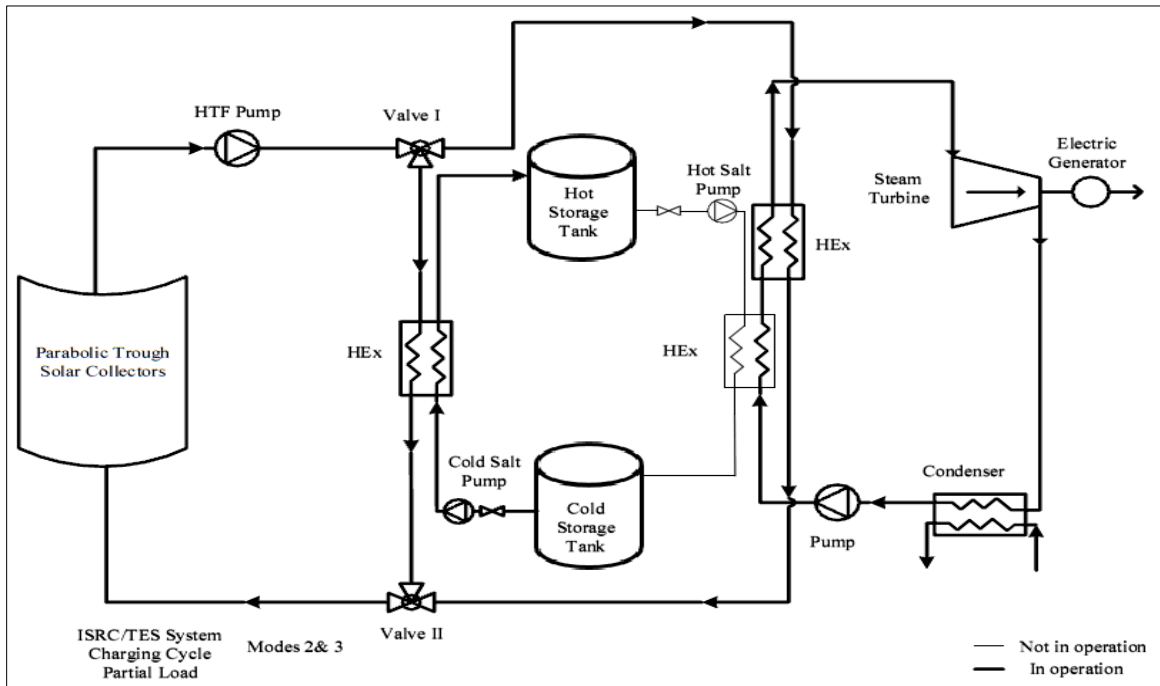 HTF Pump
Valve I
Hot
Storage
Tank
Hot Salt
Pump
HEx
Steam
Turbine
Electric
Generator
Parabolic Trough
Solar Collectors
HEx
HEx
Cold Salt
Pump
Cold
Storage
Tank
Pump
Condenser
Valve II
ISRC/TES System
Charging Cycle
Partial Load
Modes 2& 3
Not in operation
In operation